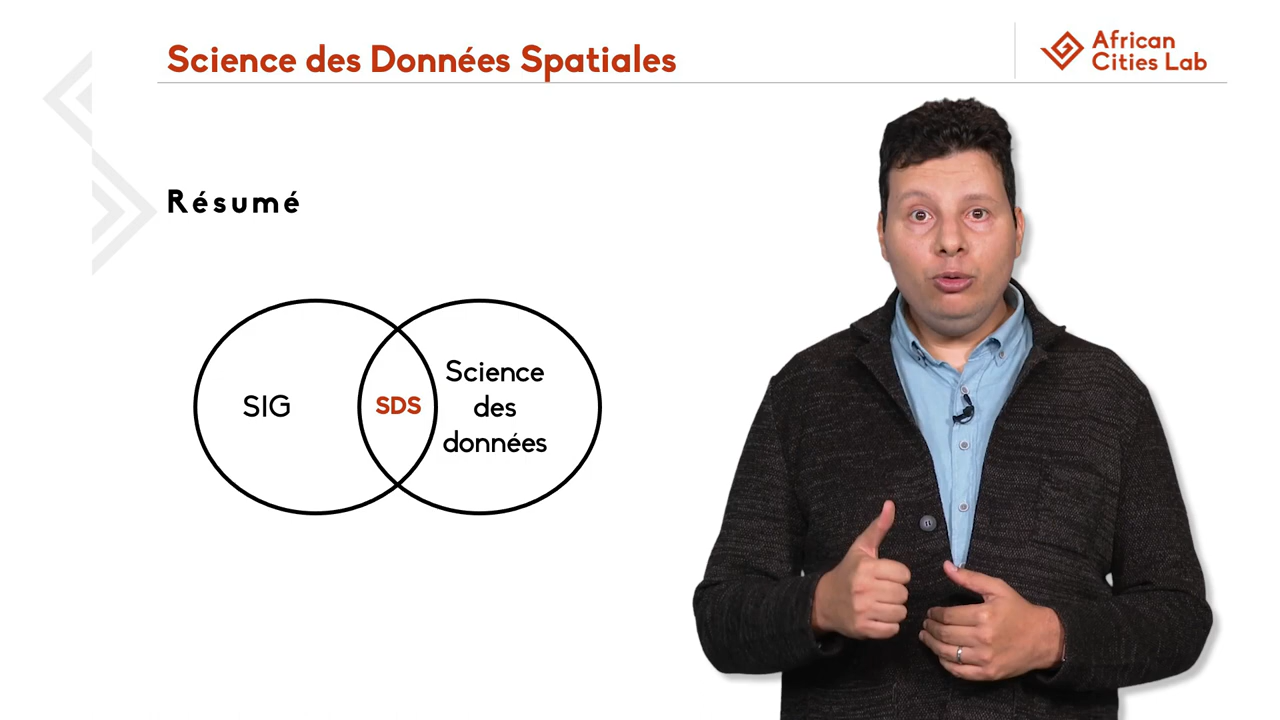 Science des Données Spatiales
African
Cities Lab
Résumé
SIG
SDS
Science
des
données